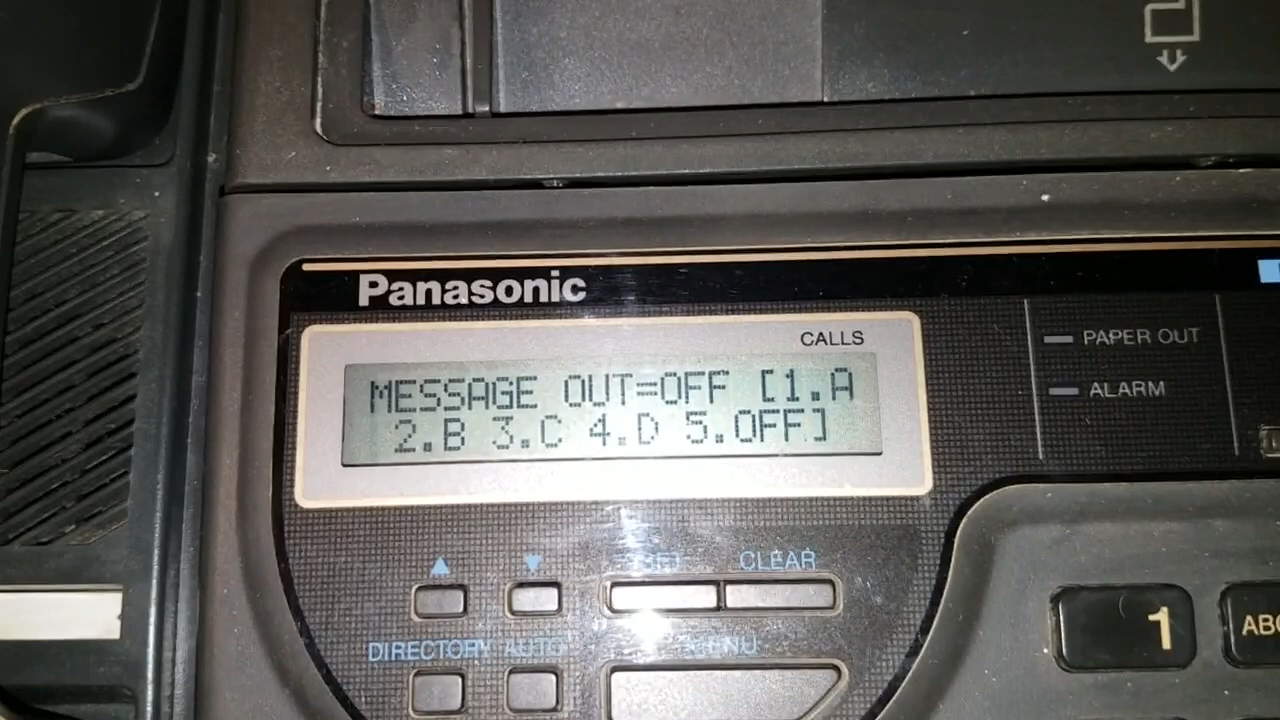 Panasonic
CALLS
MESSAGE OUT=OFF [1.A
2.B 3.C 4.D 5.OFF]
PAPER OUT
ALARM
▲ ▼ SET CLEAR
DIRECTORY AUTO MENU
1 ABC